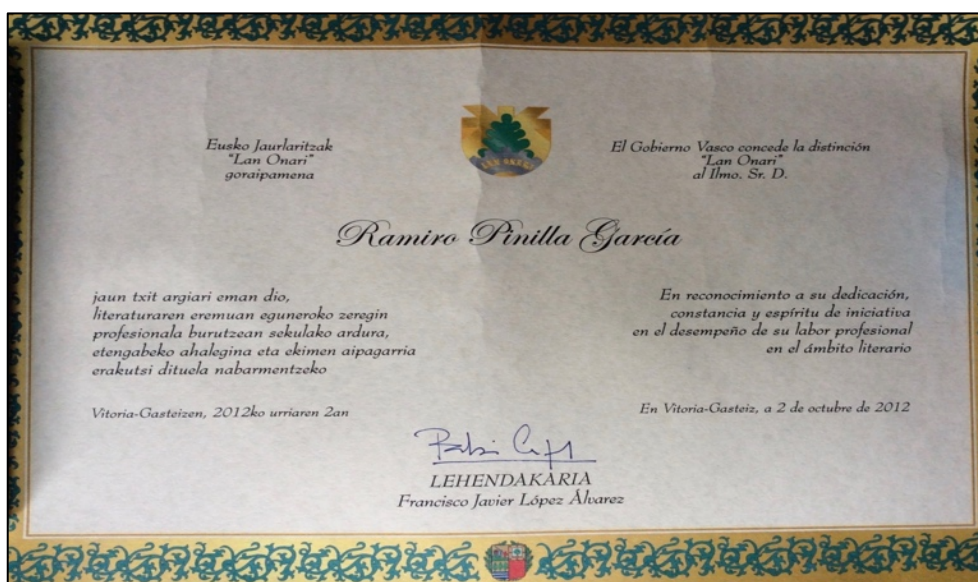 Eusko Jaurlaritzak
"Lan Onari"
goraipamena
LAN ONARI
El Gobierno Vasco concede la distinción
"Lan Onari"
al Ilmo. Sr. D.
Ramiro Pinilla García
jaun txit argiari eman dio,
literaturaren eremuan eguneroko zeregin
profesionala burutzean sekulako ardura,
etengabeko ahalegina eta ekimen aipagarria
erakutsi dituela nabarmentzeko
Vitoria-Gasteizen, 2012ko urriaren 2an
En reconocimiento a su dedicación,
constancia y espíritu de iniciativa
en el desempeño de su labor profesional
en el ámbito literario
En Vitoria-Gasteiz, a 2 de octubre de 2012
LEHENDAKARIA
Francisco Javier López Álvarez